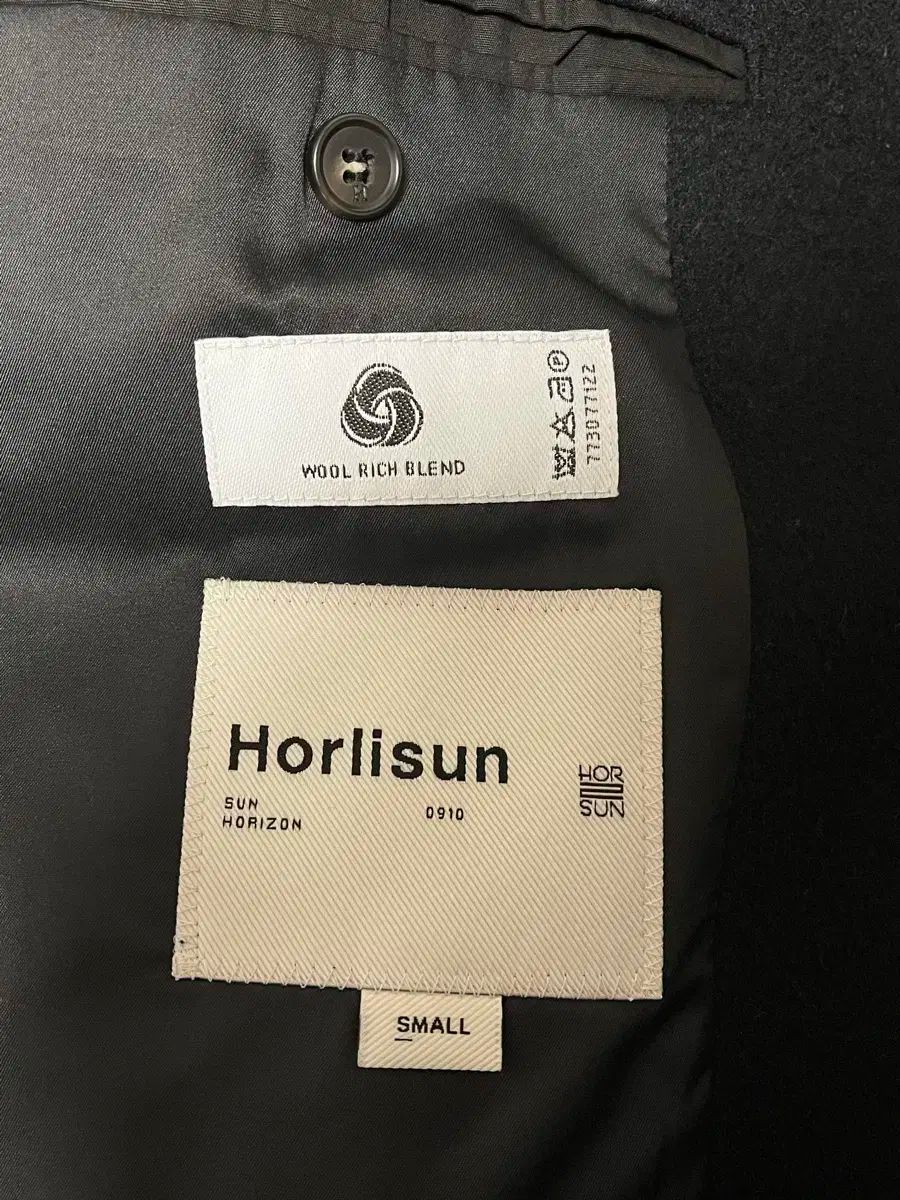 WOOL RICH BLEND
773077122
P
Horlisun
SUN
HORIZON
0910
HOR
SUN
SMALL